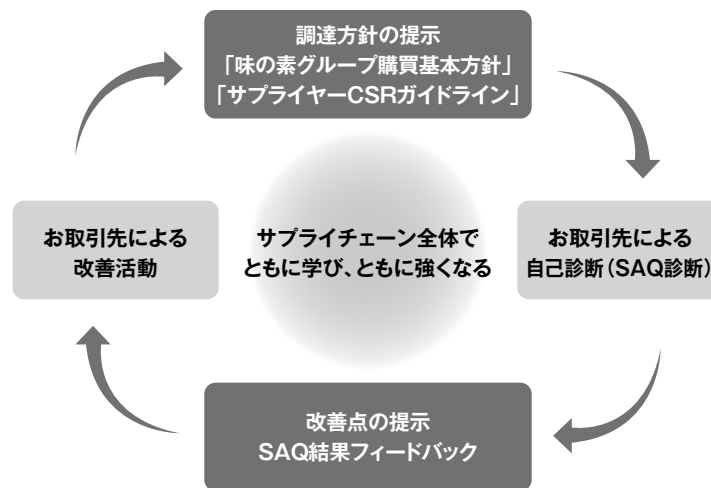 調達方針の提示
「味の素グループ購買基本方針」
「サプライヤーCSRガイドライン」
お取引先による
改善活動
サプライチェーン全体で
ともに学び、ともに強くなる
お取引先による
自己診断(SAQ診断)
改善点の提示
SAQ結果フィードバック